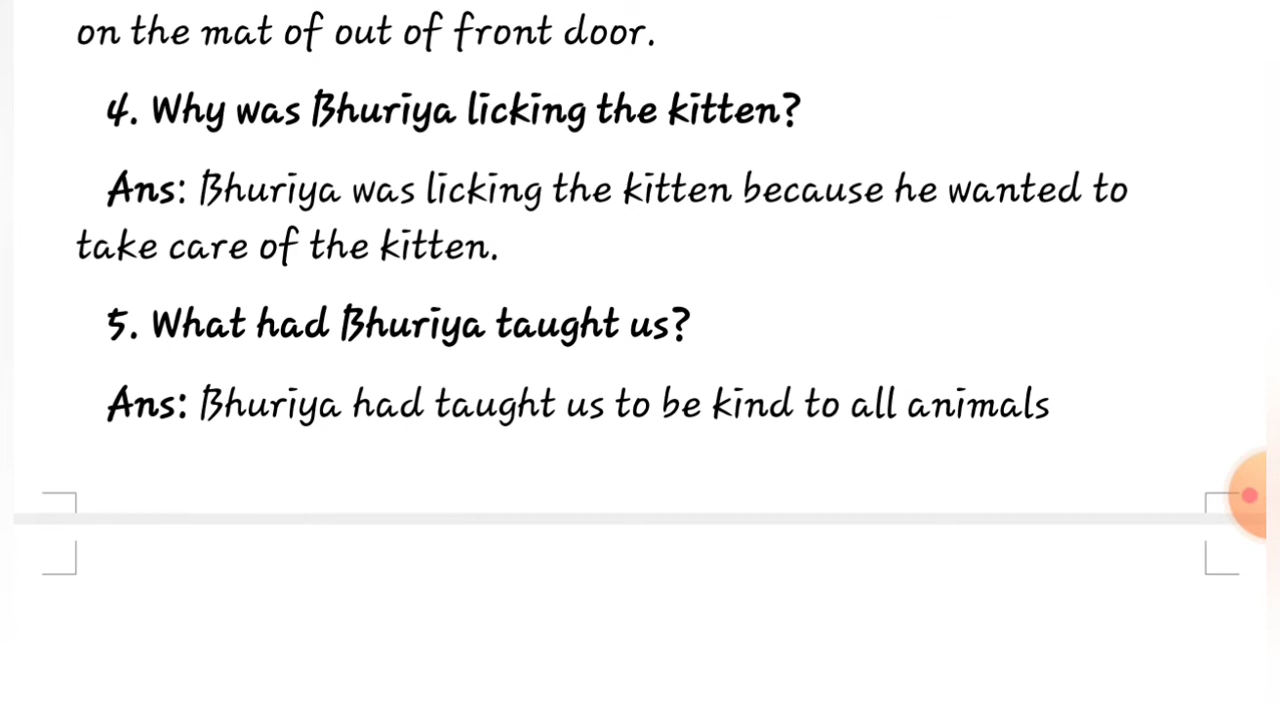 on the mat of out of front door.
4. Why was Bhuriya licking the kitten?
Ans: Bhuriya was licking the kitten because he wanted to
take care of the kitten.
5. What had Bhuriya taught us?
Ans: Bhuriya had taught us to be kind to all animals